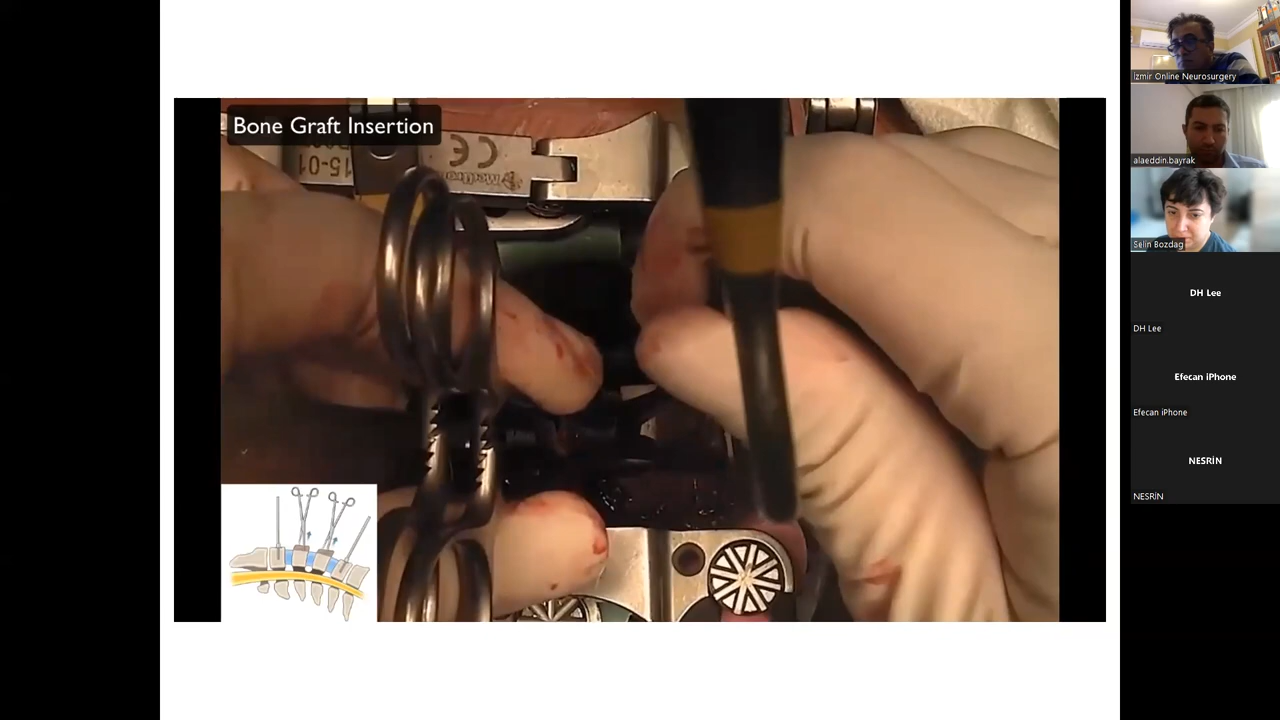 Bone Graft Insertion
15-01
CE
Medtronic
İzmir Online Neurosurgery
alaeddin.bayrak
Selin Bozdag
DH Lee
DH Lee
Efecan iPhone
Efecan iPhone
NESRİN
NESRİN